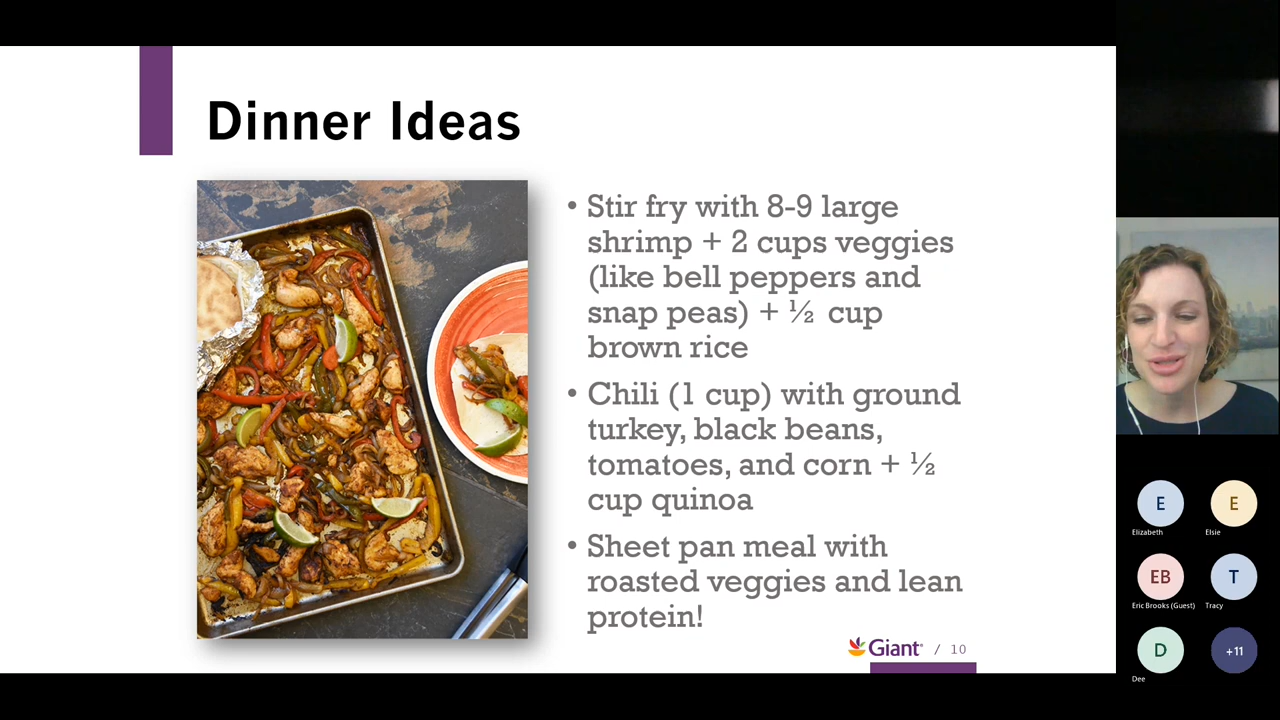 Dinner Ideas
• Stir fry with 8-9 large
shrimp + 2 cups veggies
(like bell peppers and
snap peas) + ½ cup
brown rice
• Chili (1 cup) with ground
turkey, black beans,
tomatoes, and corn + ½
cup quinoa
• Sheet pan meal with
roasted veggies and lean
protein!
Giant / 10
E
E
Elizabeth
Elsie
EB
T
Eric Brooks (Guest)
Tracy
D
+11
Dee